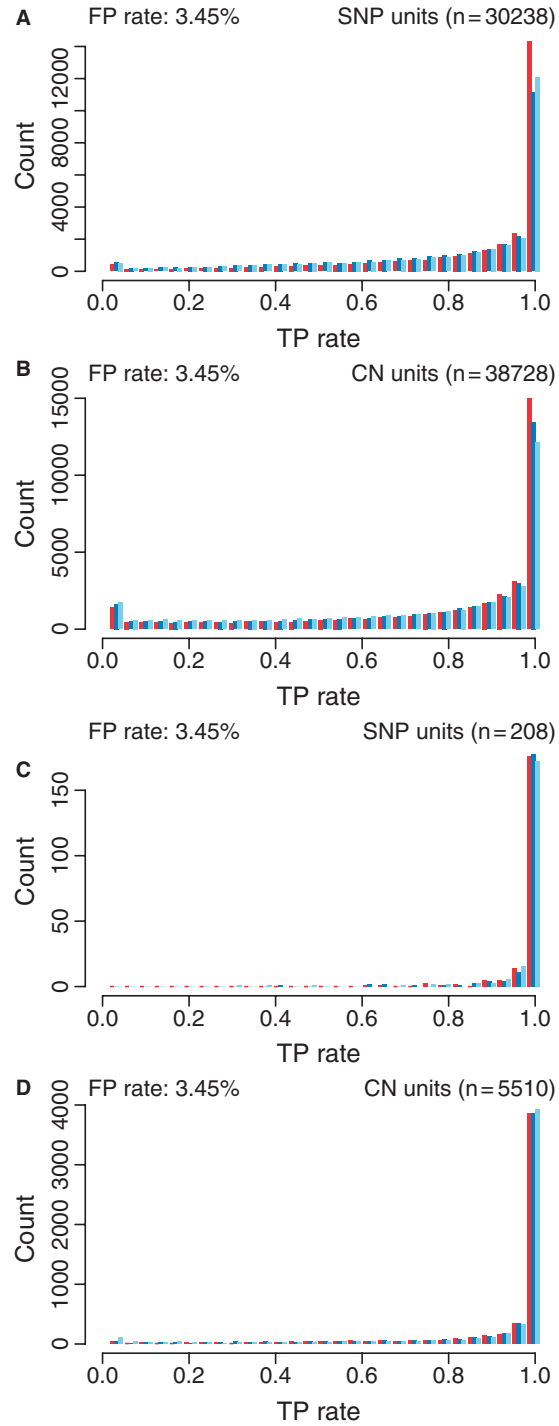 A FP rate: 3.45% SNP units (n=30238)
12000
8000
4000
0
Count
0.0 0.2 0.4 0.6 0.8 1.0
TP rate
B FP rate: 3.45% CN units (n=38728)
15000
10000
5000
0
Count
0.0 0.2 0.4 0.6 0.8 1.0
TP rate
C FP rate: 3.45% SNP units (n=208)
150
100
50
0
Count
0.0 0.2 0.4 0.6 0.8 1.0
TP rate
D FP rate: 3.45% CN units (n=5510)
4000
3000
2000
1000
0
Count
0.0 0.2 0.4 0.6 0.8 1.0
TP rate